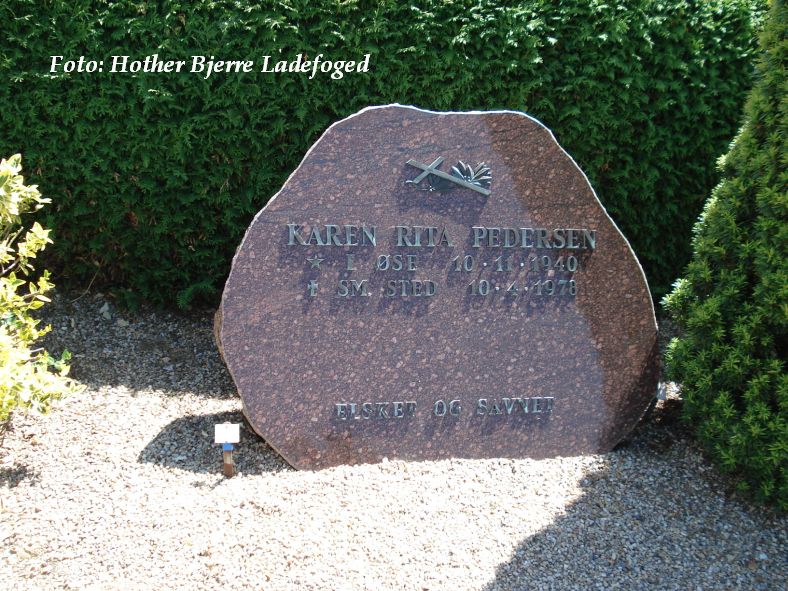 Foto: Hother Bjerre Ladefoged
KAREN RITA PEDERSEN
* I ØSE 10·11·1940
† SM. STED 10·4·1978
ELSKET OG SAVNET